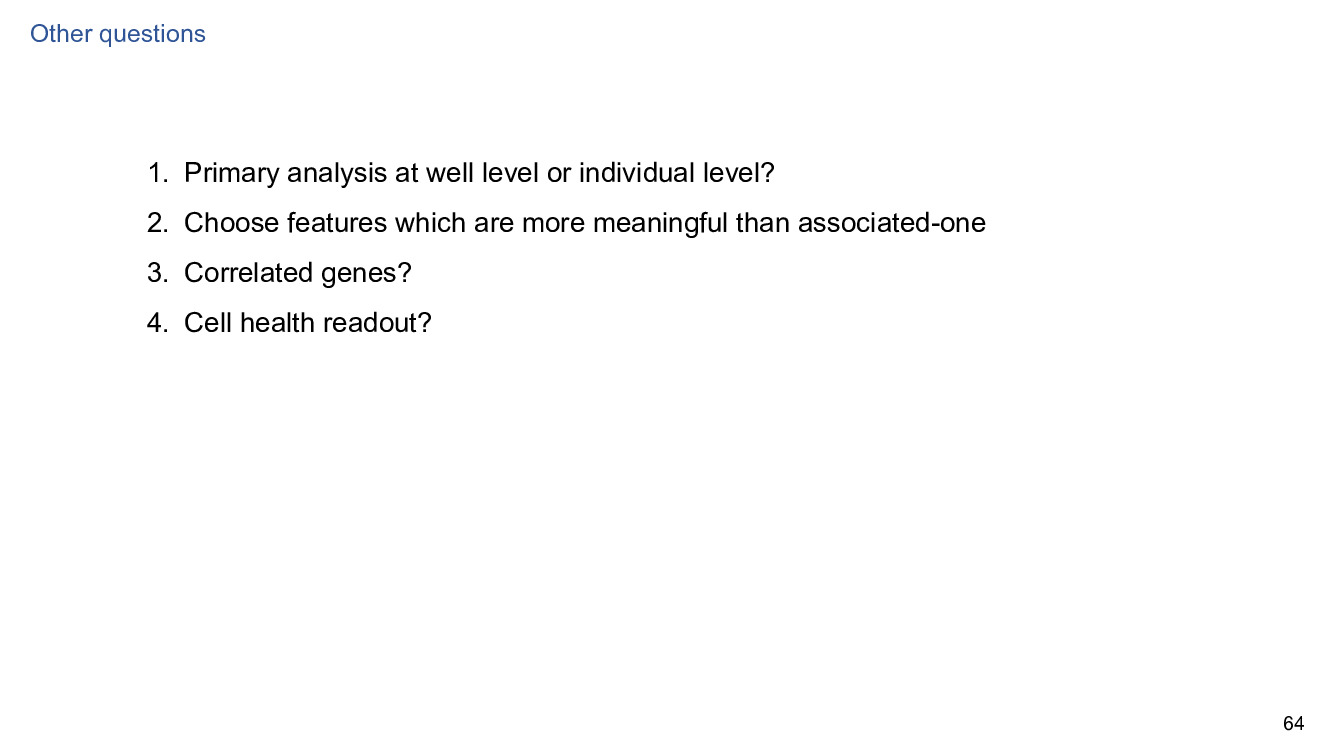 Other questions
1. Primary analysis at well level or individual level?
2. Choose features which are more meaningful than associated-one
3. Correlated genes?
4. Cell health readout?
64